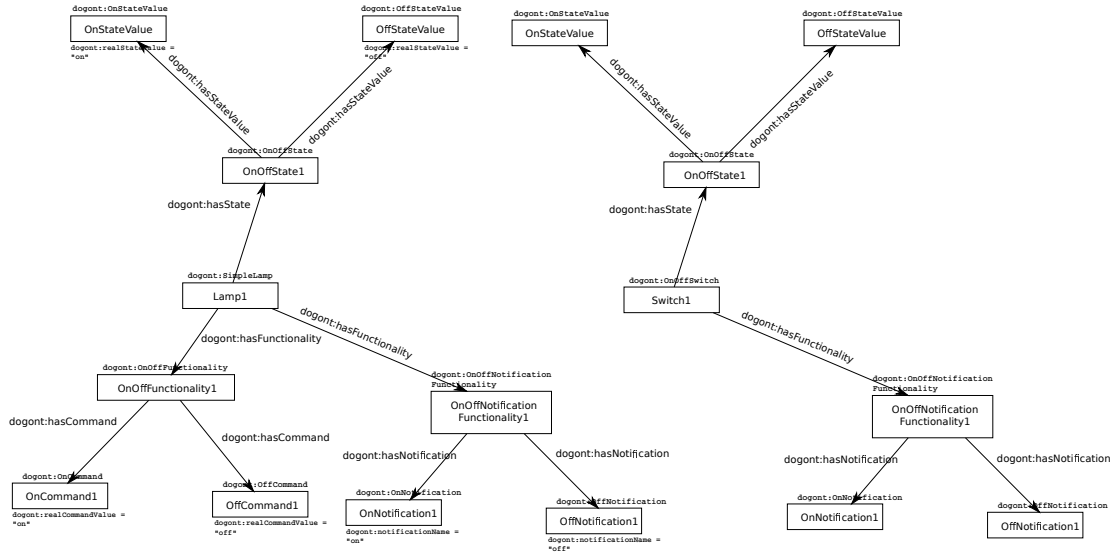 dogont:OnStateValue
OnStateValue
dogont:realStateValue =
"on"
dogont:OffStateValue
OffStateValue
dogont:realStateValue =
"off"
dogont:hasStateValue
dogont:hasStateValue
dogont:OnOffState
OnOffState1
dogont:hasState
dogont:SimpleLamp
Lamp1
dogont:hasFunctionality
dogont:hasFunctionality
dogont:OnOffFunctionality
OnOffFunctionality1
dogont:OnOffNotification
Functionality
OnOffNotification
Functionality1
dogont:hasCommand
dogont:hasCommand
dogont:hasNotification
dogont:hasNotification
dogont:OnCommand
OnCommand1
dogont:realCommandValue =
"on"
dogont:OffCommand
OffCommand1
dogont:realCommandValue =
"off"
dogont:OnNotification
OnNotification1
dogont:notificationName =
"on"
dogont:OffNotification
OffNotification1
dogont:notificationName =
"off"
dogont:OnStateValue
OnStateValue
dogont:OffStateValue
OffStateValue
dogont:hasStateValue
dogont:hasStateValue
dogont:OnOffState
OnOffState1
dogont:hasState
dogont:OnOffSwitch
Switch1
dogont:hasFunctionality
dogont:OnOffNotification
Functionality
OnOffNotification
Functionality1
dogont:hasNotification
dogont:hasNotification
dogont:OnNotification
OnNotification1
dogont:OffNotification
OffNotification1